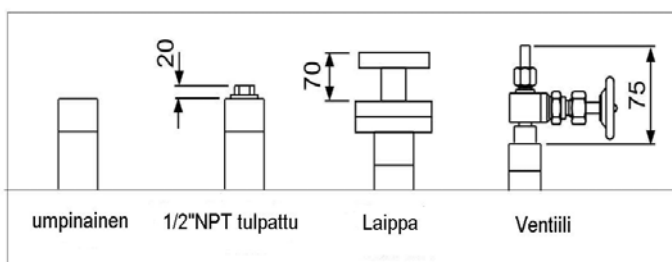 20
70
75
umpinainen
1/2"NPT tulpattu
Laippa
Ventiili